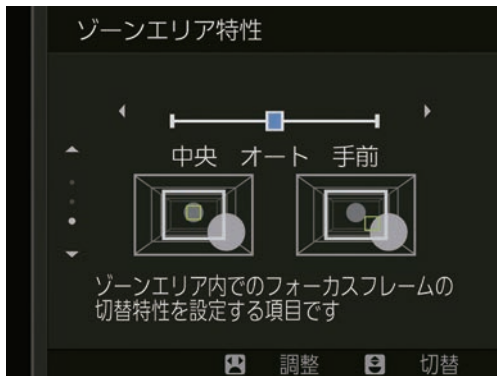 ゾーンエリア特性
中央 オート 手前
ゾーンエリア内でのフォーカスフレームの
切替特性を設定する項目です
調整 切替